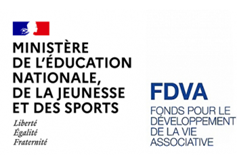 MINISTÈRE
DE L'ÉDUCATION
NATIONALE,
DE LA JEUNESSE
ET DES SPORTS
Liberté
Égalité
Fraternité
FDVA
FONDS POUR LE
DÉVELOPPEMENT
DE LA VIE
ASSOCIATIVE